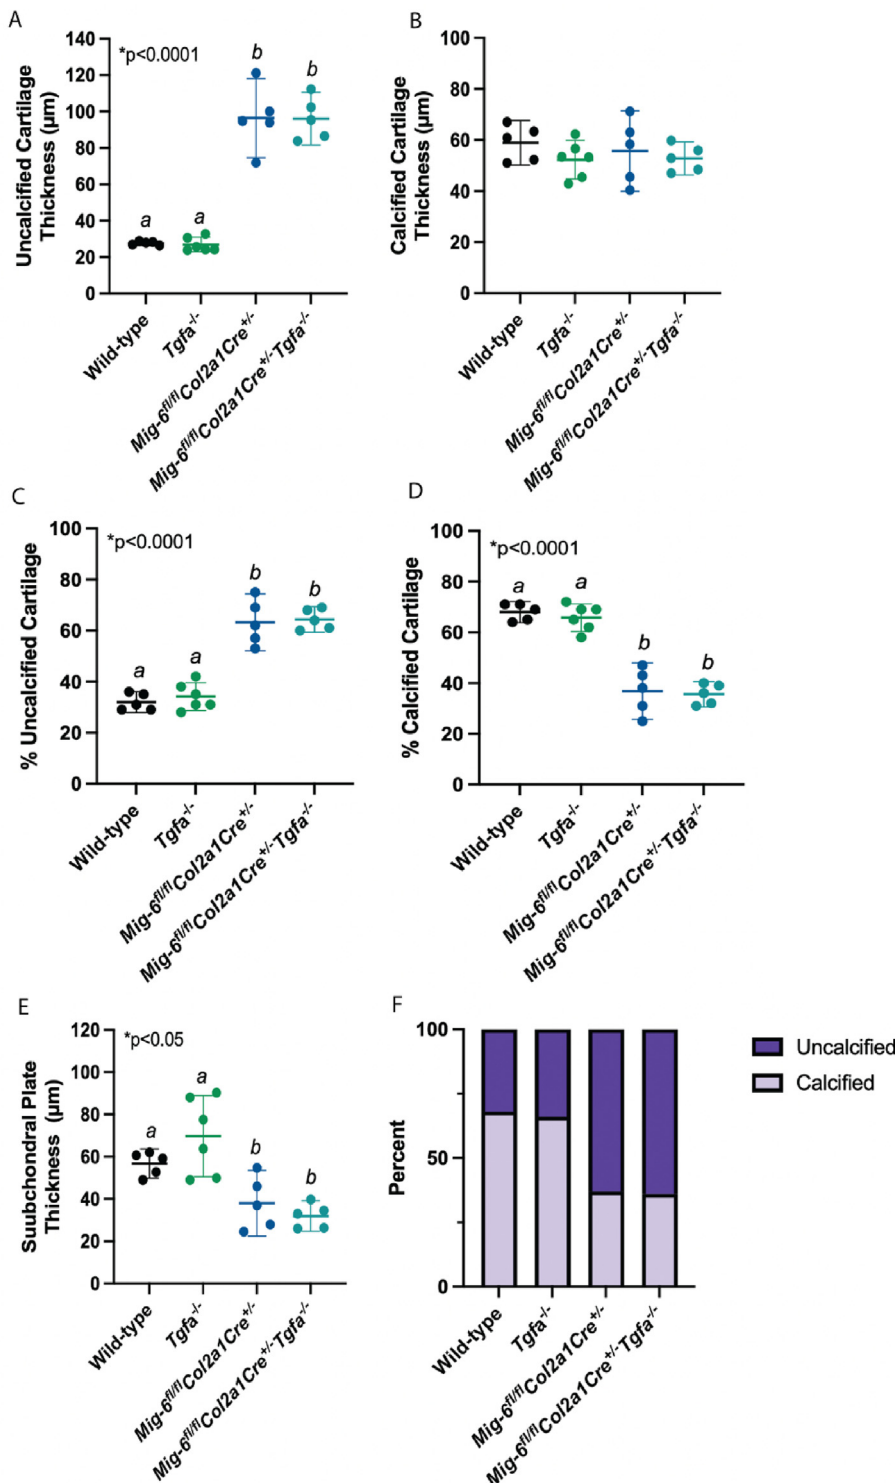 A
Uncalcified Cartilage
Thickness (μm)
140
120
100
80
60
40
20
0
*p<0.0001
a
a
b
b
Wild-type
Tgfa-/-
Mig-6fl/flCol2a1Cre+/-
Mig-6fl/flCol2a1Cre+/-Tgfa-/-
B
Calcified Cartilage
Thickness (μm)
100
80
60
40
20
0
Wild-type
Tgfa-/-
Mig-6fl/flCol2a1Cre+/-
Mig-6fl/flCol2a1Cre+/-Tgfa-/-
C
% Uncalcified Cartilage
100
80
60
40
20
0
*p<0.0001
a
a
b
b
Wild-type
Tgfa-/-
Mig-6fl/flCol2a1Cre+/-
Mig-6fl/flCol2a1Cre+/-Tgfa-/-
D
% Calcified Cartilage
100
80
60
40
20
0
*p<0.0001
a
a
b
b
Wild-type
Tgfa-/-
Mig-6fl/flCol2a1Cre+/-
Mig-6fl/flCol2a1Cre+/-Tgfa-/-
E
Suubchondral Plate
Thickness (μm)
120
100
80
60
40
20
0
*p<0.05
a
a
b
b
Wild-type
Tgfa-/-
Mig-6fl/flCol2a1Cre+/-
Mig-6fl/flCol2a1Cre+/-Tgfa-/-
F
Percent
100
50
0
Wild-type
Tgfa-/-
Mig-6fl/flCol2a1Cre+/-
Mig-6fl/flCol2a1Cre+/-Tgfa-/-
Uncalcified
Calcified